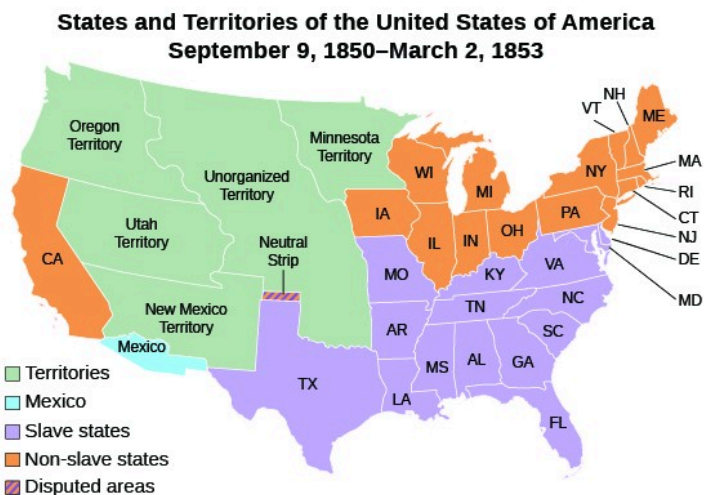 States and Territories of the United States of America
September 9, 1850–March 2, 1853
NH
VT
ME
Oregon
Territory
Minnesota
Territory
WI
NY
MA
Unorganized
Territory
MI
RI
IA
PA
CT
Utah
Territory
Neutral
Strip
IL
IN
OH
NJ
CA
DE
MO
KY
VA
MD
New Mexico
Territory
TN
NC
AR
SC
Mexico
MS
AL
GA
Territories
TX
LA
Mexico
FL
Slave states
Non-slave states
Disputed areas